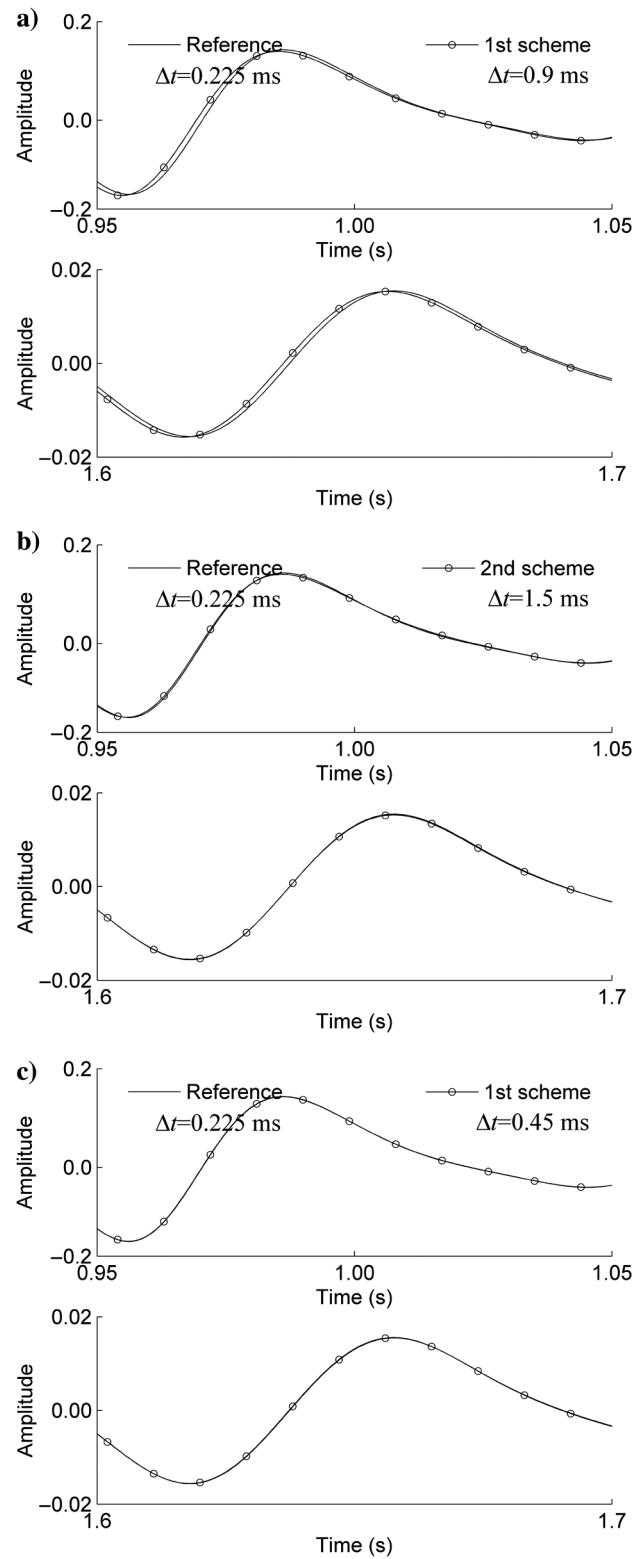 a)
0.2
Reference
1st scheme
Δt=0.225 ms
Δt=0.9 ms
Amplitude
0.0
–0.2
0.95
1.00
1.05
Time (s)
0.02
Amplitude
0.00
–0.02
1.6
1.7
Time (s)
b)
0.2
Reference
2nd scheme
Δt=0.225 ms
Δt=1.5 ms
Amplitude
0.0
–0.2
0.95
1.00
1.05
Time (s)
0.02
Amplitude
0.00
–0.02
1.6
1.7
Time (s)
c)
0.2
Reference
1st scheme
Δt=0.225 ms
Δt=0.45 ms
Amplitude
0.0
–0.2
0.95
1.00
1.05
Time (s)
0.02
Amplitude
0.00
–0.02
1.6
1.7
Time (s)